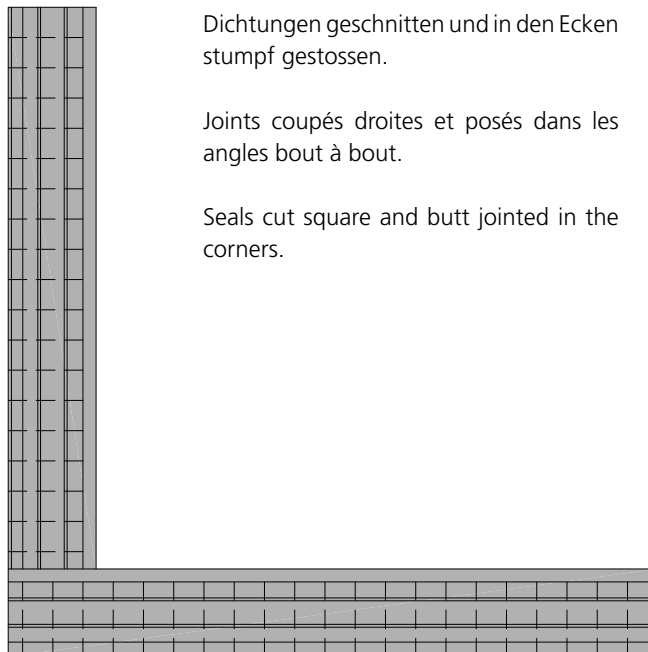 Dichtungen geschnitten und in den Ecken
stumpf gestossen.
Joints coupés droites et posés dans les
angles bout à bout.
Seals cut square and butt jointed in the
corners.